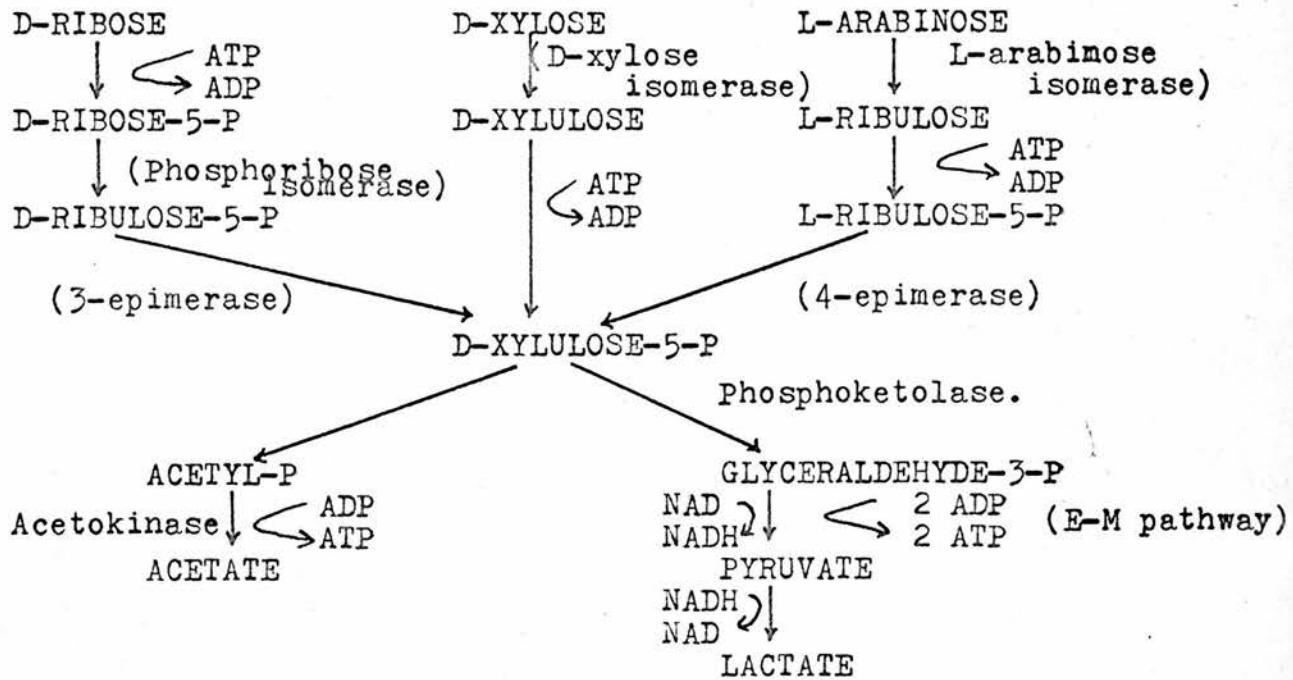 D-RIBOSE D-XYLOSE L-ARABINOSE
ATP (D-xylose L-arabimose
ADP isomerase) isomerase)
D-RIBOSE-5-P D-XYLULOSE L-RIBULOSE
(Phosphoribose ATP ATP
isomerase) ADP ADP
D-RIBULOSE-5-P L-RIBULOSE-5-P
(3-epimerase) (4-epimerase)
D-XYLULOSE-5-P
Phosphoketolase.
ACETYL-P GLYCERALDEHYDE-3-P
ADP NAD 2 ADP
Acetokinase ATP NADH 2 ATP (E-M pathway)
ACETATE PYRUVATE
NADH
NAD
LACTATE